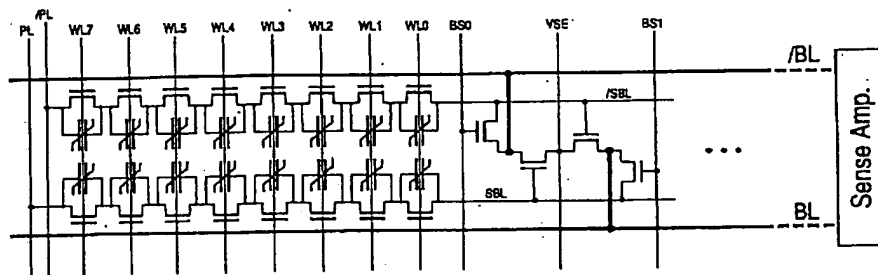 /PL
PL WL7 WL6 WL5 WL4 WL3 WL2 WL1 WL0 BS0 VSE BS1
/BL
/SBL
SBL
BL
Sense Amp.